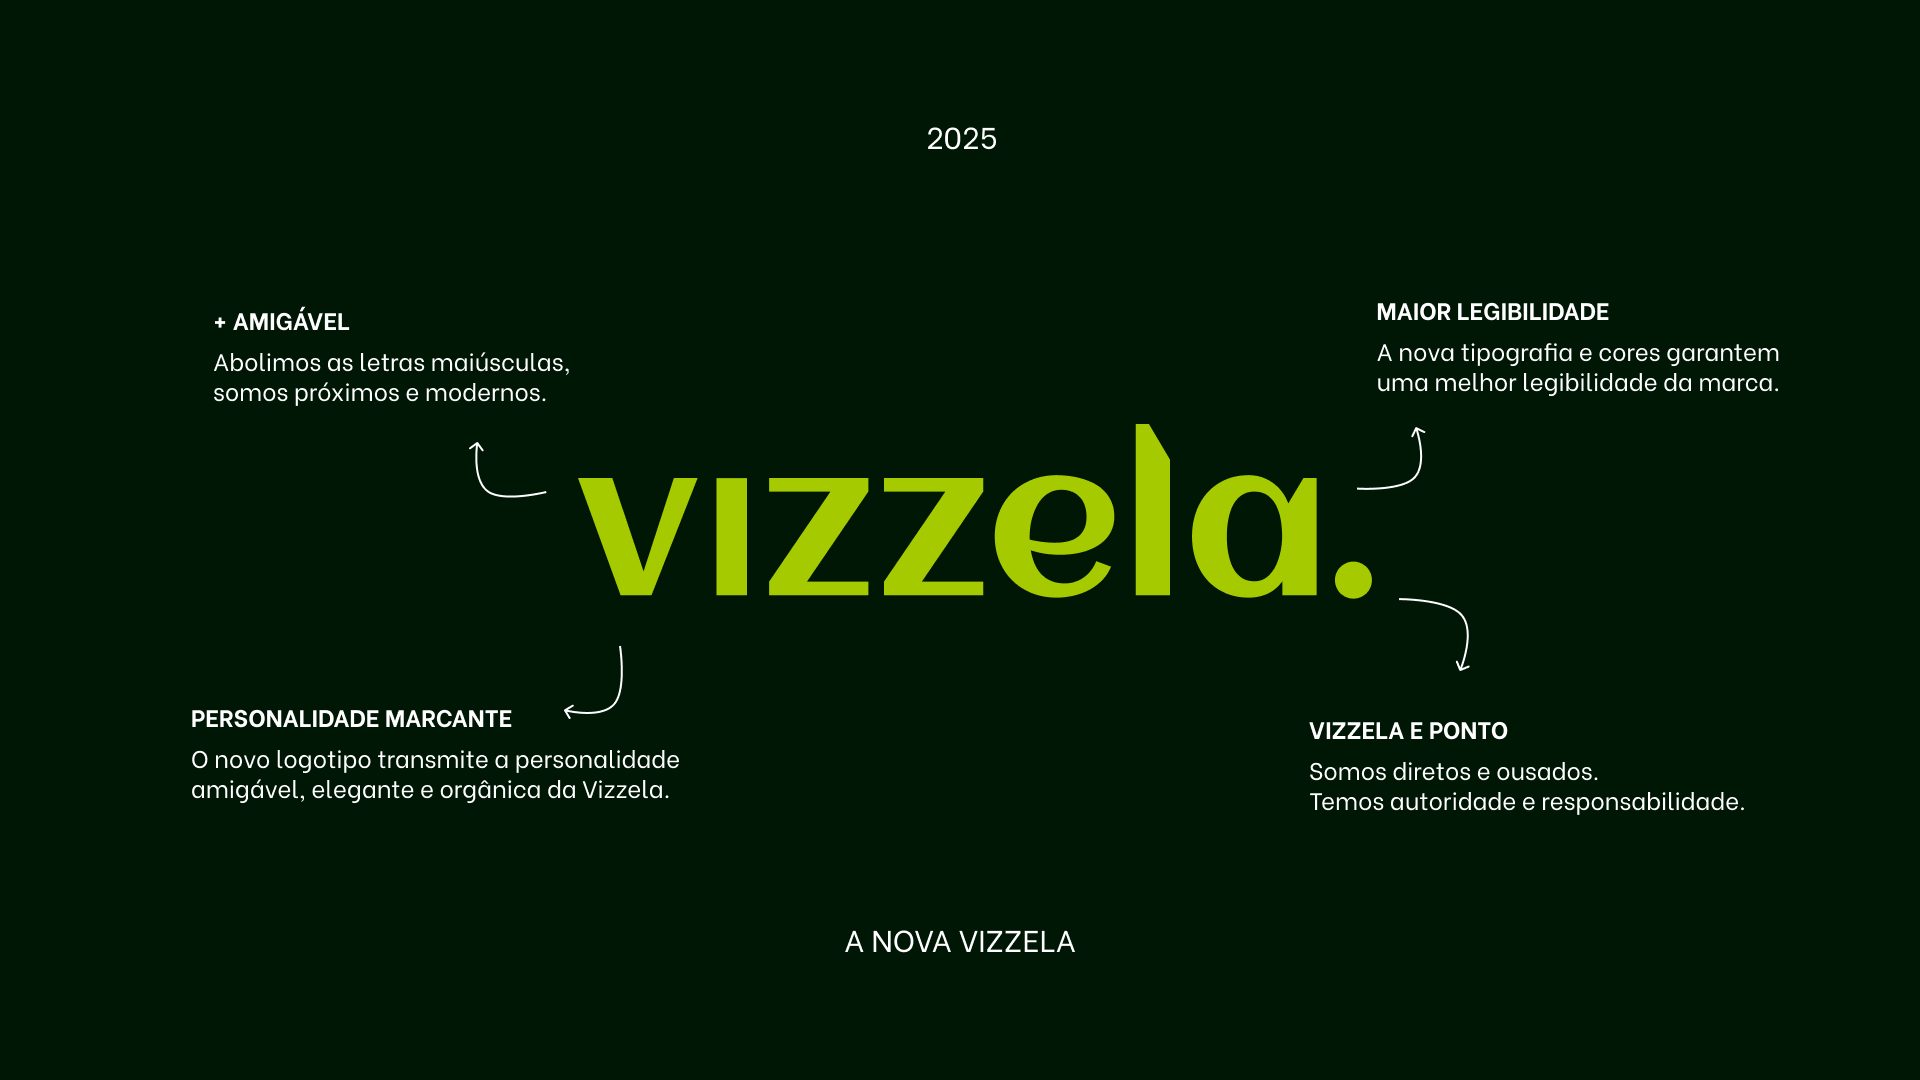 2025
+ AMIGÁVEL
Abolimos as letras maiúsculas,
somos próximos e modernos.
MAIOR LEGIBILIDADE
A nova tipografia e cores garantem
uma melhor legibilidade da marca.
vizzela.
PERSONALIDADE MARCANTE
O novo logotipo transmite a personalidade
amigável, elegante e orgânica da Vizzela.
VIZZELA E PONTO
Somos diretos e ousados.
Temos autoridade e responsabilidade.
A NOVA VIZZELA